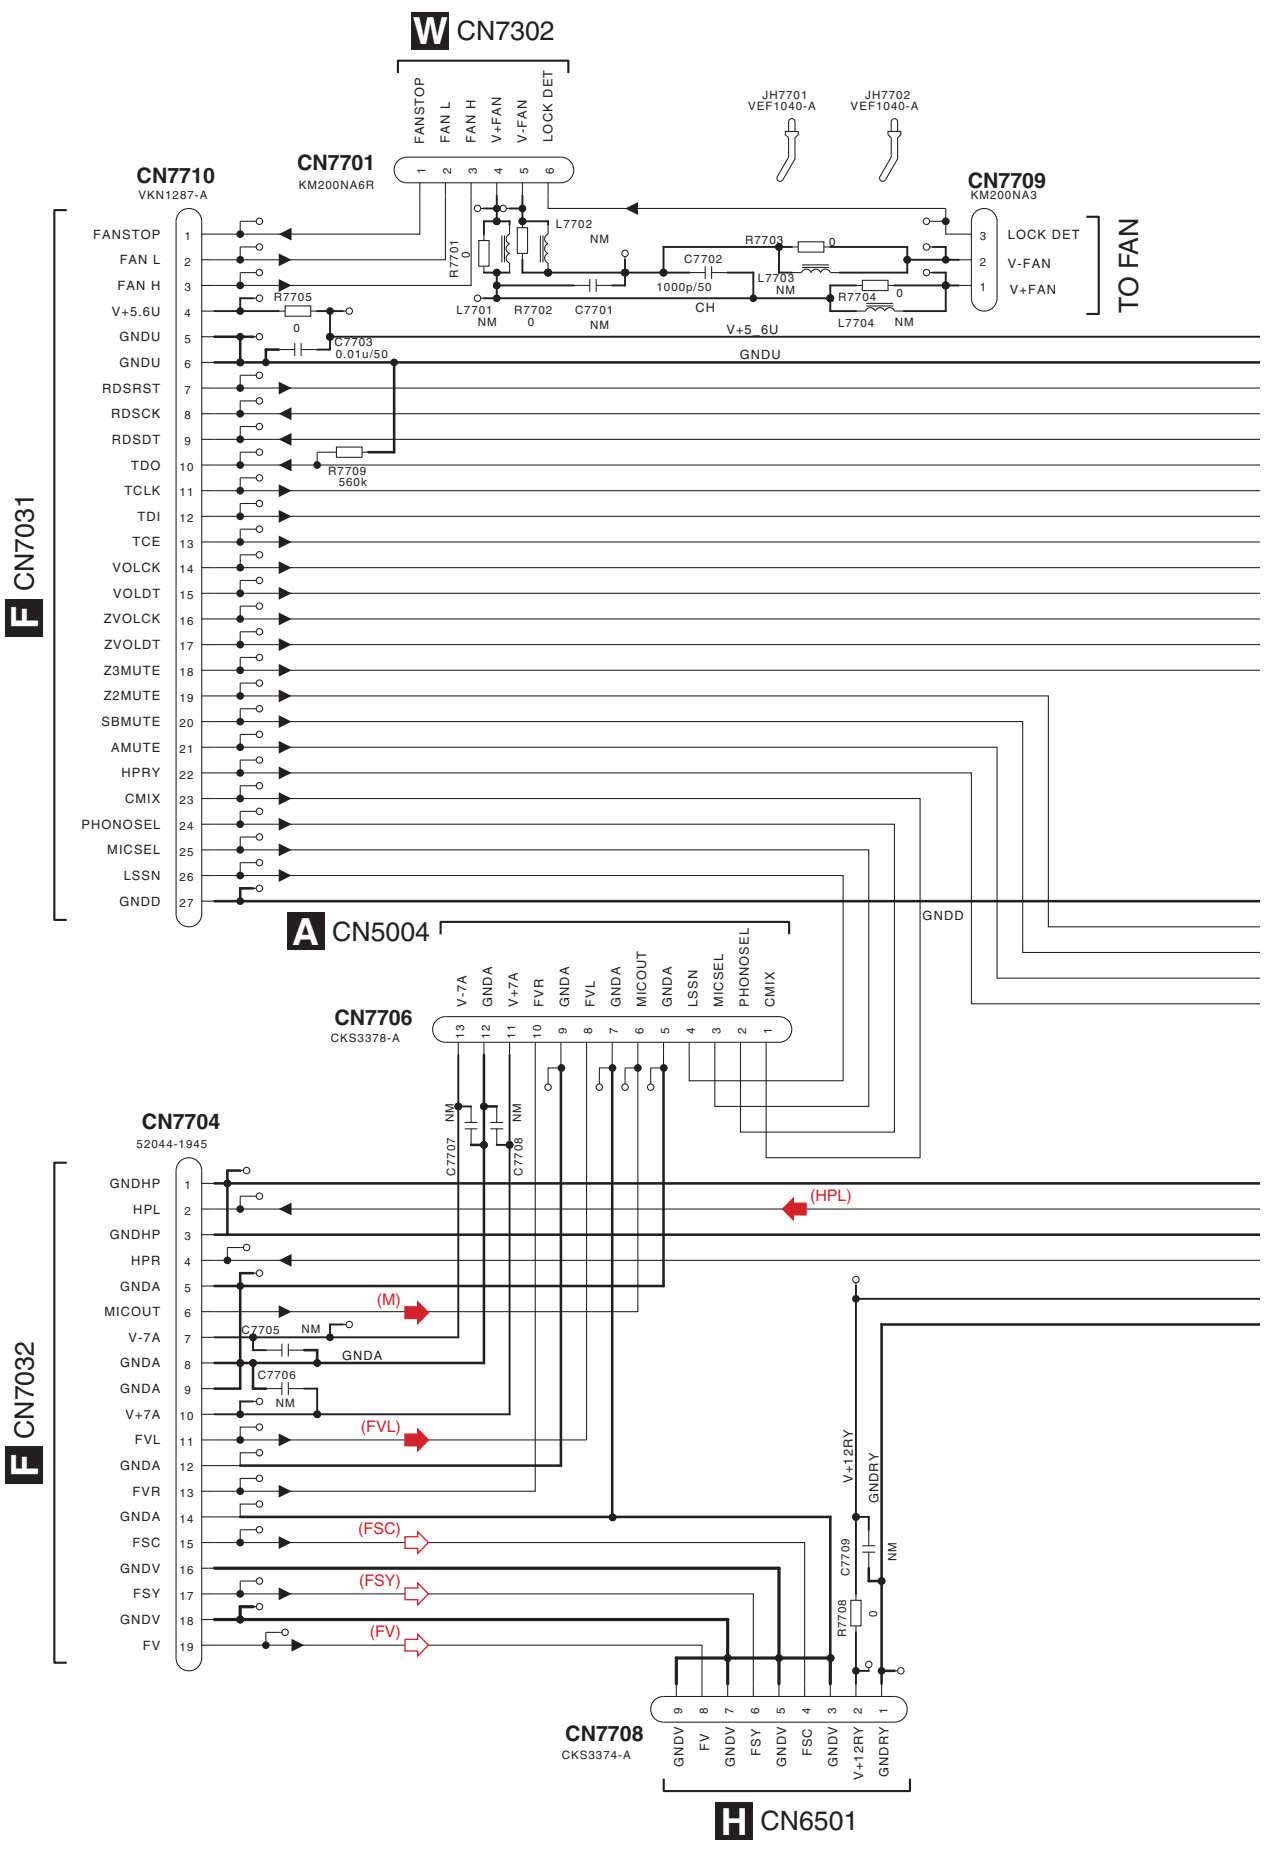 W CN7302
FANSTOP
FAN L
FAN H
V+FAN
V-FAN
LOCK DET
JH7701
VEF1040-A
JH7702
VEF1040-A
CN7701
KM200NA6R
1 2 3 4 5 6
CN7710
VKN1287-A
CN7709
KM200NA3
3 LOCK DET
2 V-FAN
1 V+FAN
TO FAN
R7701
0
L7702
NM
R7703
0
C7702
1000p/50
CH
L7703
NM
R7704
0
L7704 NM
L7701
NM
R7702
0
C7701
NM
R7705
0
C7703
0.01u/50
V+5_6U
GNDU
R7709
560k
F CN7031
FANSTOP 1
FAN L 2
FAN H 3
V+5.6U 4
GNDU 5
GNDU 6
RDSRST 7
RDSCK 8
RDSDT 9
TDO 10
TCLK 11
TDI 12
TCE 13
VOLCK 14
VOLDT 15
ZVOLCK 16
ZVOLDT 17
Z3MUTE 18
Z2MUTE 19
SBMUTE 20
AMUTE 21
HPRY 22
CMIX 23
PHONOSEL 24
MICSEL 25
LSSN 26
GNDD 27
GNDD
A CN5004
V-7A
GNDA
V+7A
FVR
GNDA
FVL
GNDA
MICOUT
GNDA
LSSN
MICSEL
PHONOSEL
CMIX
CN7706
CKS3378-A
13 12 11 10 9 8 7 6 5 4 3 2 1
C7707
NM
C7708
NM
CN7704
52044-1945
F CN7032
GNDHP 1
HPL 2
GNDHP 3
HPR 4
GNDA 5
MICOUT 6
V-7A 7
GNDA 8
GNDA 9
V+7A 10
FVL 11
GNDA 12
FVR 13
GNDA 14
FSC 15
GNDV 16
FSY 17
GNDV 18
FV 19
(HPL)
(M)
C7705 NM
GNDA
C7706
NM
(FVL)
(FSC)
(FSY)
(FV)
V+12RY
GNDRY
C7709
NM
R7708
0
9 8 7 6 5 4 3 2 1
CN7708
CKS3374-A
GNDV
FV
GNDV
FSY
GNDV
FSC
GNDV
V+12RY
GNDRY
H CN6501